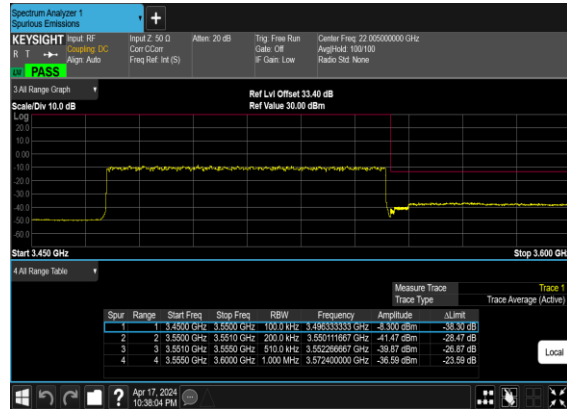 Spectrum Analyzer 1
Spurious Emissions
KEYSIGHT Input: RF Input Z: 50 Ω Atten: 20 dB Trig: Free Run Center Freq: 22.005000000 GHz
R T Coupling: DC Corr CCorr Gate: Off Avg|Hold: 100/100
Align: Auto Freq Ref: Int (S) IF Gain: Low Radio Std: None
PASS
3 All Range Graph
Ref Lvl Offset 33.40 dB
Scale/Div 10.0 dB Ref Value 30.00 dBm
Log
20.0
10.00
0.00
-10.0
-20.0
-30.0
-40.0
-50.0
-60.0
Start 3.450 GHz Stop 3.600 GHz
4 All Range Table
Measure Trace Trace 1
Trace Type Trace Average (Active)
Spur Range Start Freq Stop Freq RBW Frequency Amplitude ΔLimit
1 1 3.4500 GHz 3.5500 GHz 100.0 kHz 3.496333333 GHz -8.300 dBm -38.30 dB
2 2 3.5500 GHz 3.5510 GHz 200.0 kHz 3.550111667 GHz -41.47 dBm -28.47 dB
3 3 3.5510 GHz 3.5550 GHz 510.0 kHz 3.552266667 GHz -39.87 dBm -26.87 dB
4 4 3.5550 GHz 3.6000 GHz 1.000 MHz 3.572400000 GHz -36.59 dBm -23.59 dB
Local
? Apr 17, 2024
10:38:04 PM